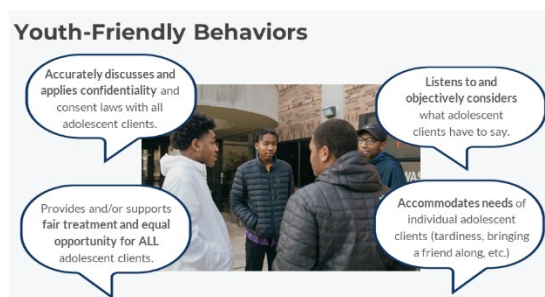 Youth-Friendly Behaviors
Accurately discusses and
applies confidentiality and
consent laws with all
adolescent clients.
Listens to and
objectively considers
what adolescent
clients have to say.
Provides and/or supports
fair treatment and equal
opportunity for ALL
adolescent clients.
Accommodates needs of
individual adolescent
clients (tardiness, bringing
a friend along, etc.)
WAS